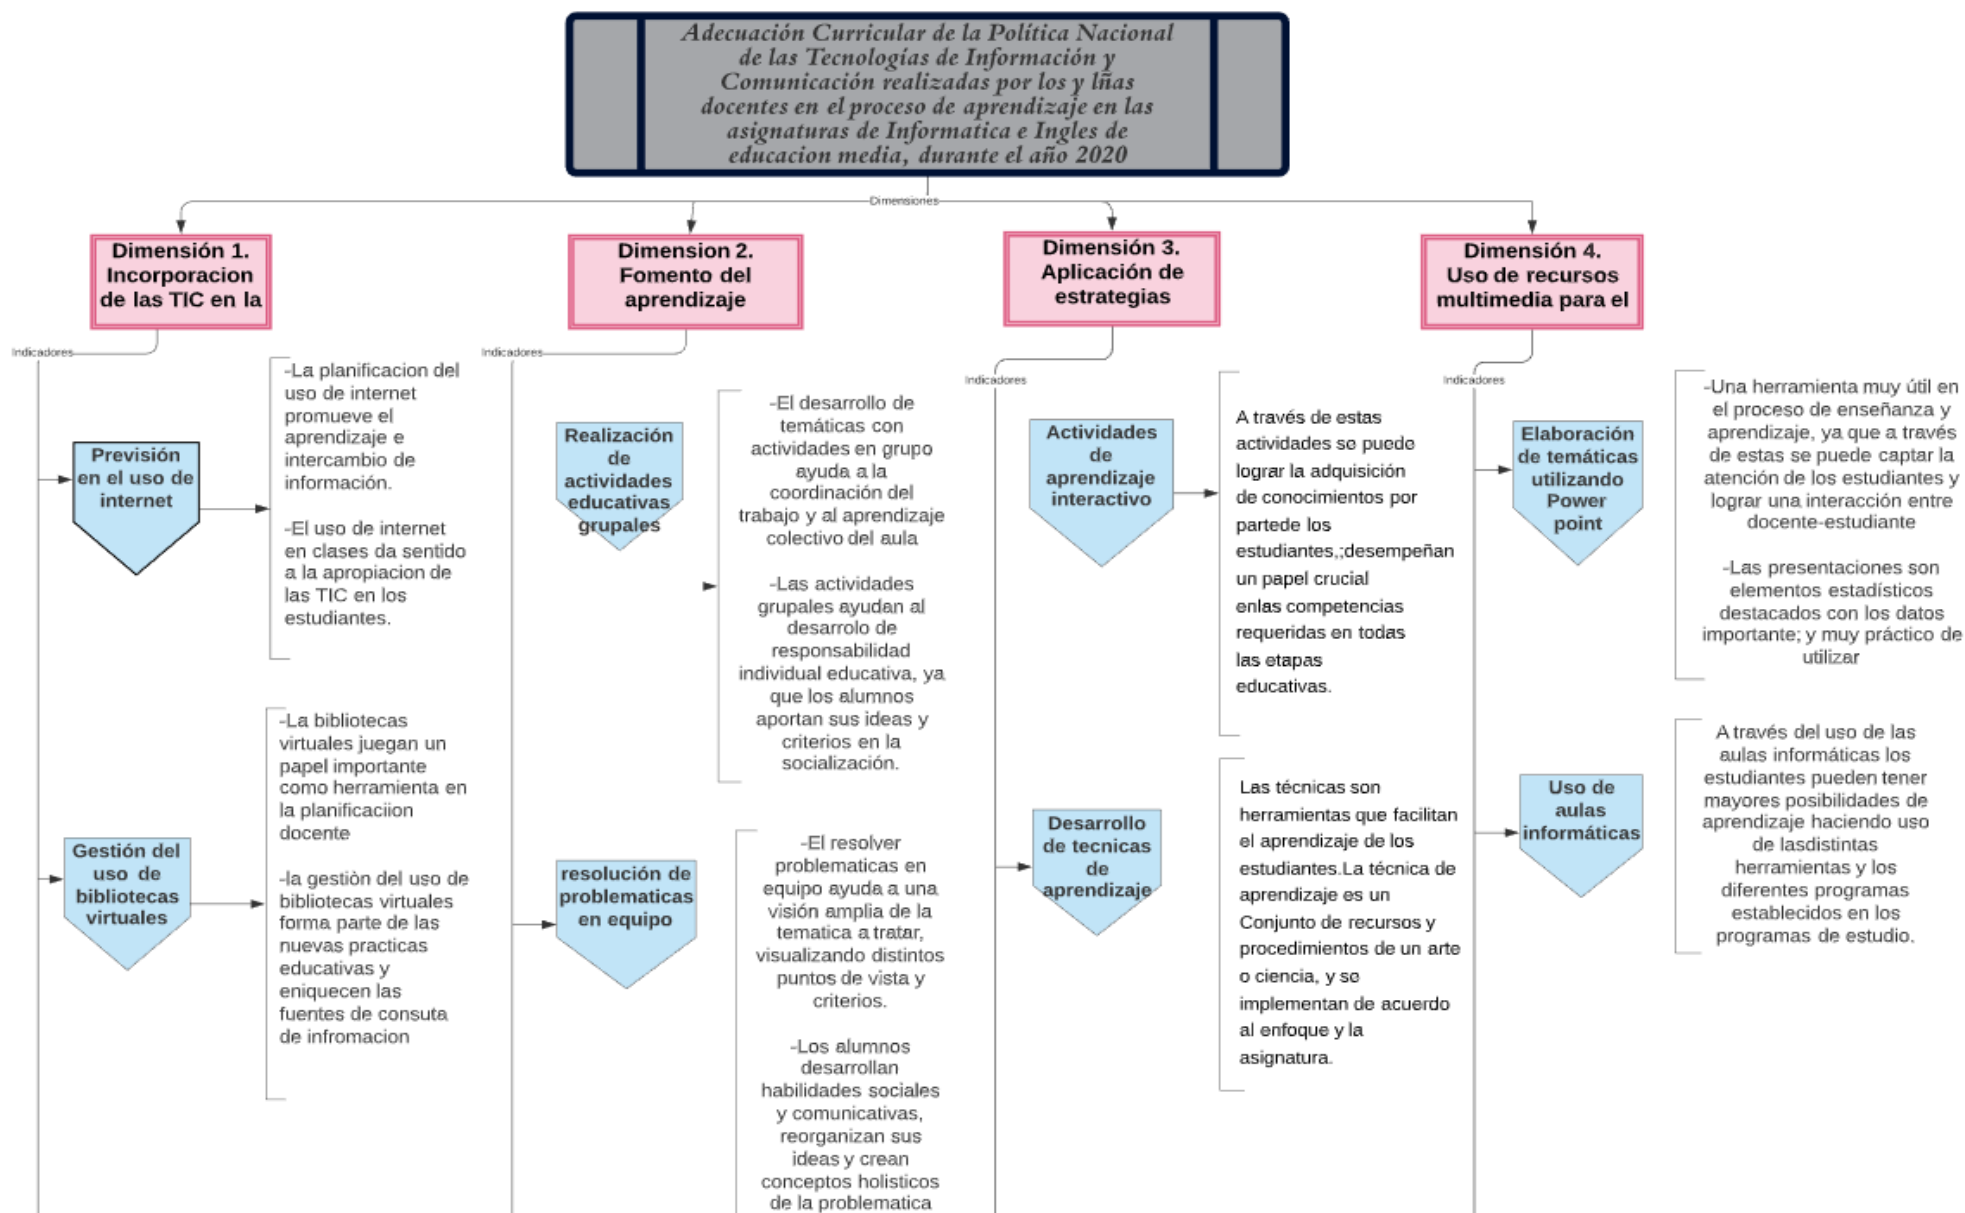 Adecuación Curricular de la Política Nacional
de las Tecnologías de Información y
Comunicación realizadas por los y lñas
docentes en el proceso de aprendizaje en las
asignaturas de Informatica e Ingles de
educacion media, durante el año 2020
Dimensiones
Dimensión 1.
Incorporacion
de las TIC en la
Indicadores
Previsión
en el uso de
internet
-La planificacion del
uso de internet
promueve el
aprendizaje e
intercambio de
información.
-El uso de internet
en clases da sentido
a la apropiacion de
las TIC en los
estudiantes.
Gestión del
uso de
bibliotecas
virtuales
-La bibliotecas
virtuales juegan un
papel importante
como herramienta en
la planificaciion
docente
-la gestiòn del uso de
bibliotecas virtuales
forma parte de las
nuevas practicas
educativas y
eniquecen las
fuentes de consuta
de infromacion
Dimension 2.
Fomento del
aprendizaje
Indicadores
Realización
de
actividades
educativas
grupales
-El desarrollo de
temáticas con
actividades en grupo
ayuda a la
coordinación del
trabajo y al aprendizaje
colectivo del aula
-Las actividades
grupales ayudan al
desarrolo de
responsabilidad
individual educativa, ya
que los alumnos
aportan sus ideas y
criterios en la
socialización.
resolución de
problematicas
en equipo
-El resolver
problematicas en
equipo ayuda a una
visión amplia de la
tematica a tratar,
visualizando distintos
puntos de vista y
criterios.
-Los alumnos
desarrollan
habilidades sociales
y comunicativas,
reorganizan sus
ideas y crean
conceptos holisticos
de la problematica
Dimensión 3.
Aplicación de
estrategias
Indicadores
Actividades
de
aprendizaje
interactivo
A través de estas
actividades se puede
lograr la adquisición
de conocimientos por
partede los
estudiantes,;desempeñan
un papel crucial
enlas competencias
requeridas en todas
las etapas
educativas.
Desarrollo
de tecnicas
de
aprendizaje
Las técnicas son
herramientas que facilitan
el aprendizaje de los
estudiantes.La técnica de
aprendizaje es un
Conjunto de recursos y
procedimientos de un arte
o ciencia, y se
implementan de acuerdo
al enfoque y la
asignatura.
Dimensión 4.
Uso de recursos
multimedia para el
Indicadores
Elaboración
de temáticas
utilizando
Power
point
-Una herramienta muy útil en
el proceso de enseñanza y
aprendizaje, ya que a través
de estas se puede captar la
atención de los estudiantes y
lograr una interacción entre
docente-estudiante
-Las presentaciones son
elementos estadísticos
destacados con los datos
importante; y muy práctico de
utilizar
Uso de
aulas
informáticas
A través del uso de las
aulas informáticas los
estudiantes pueden tener
mayores posibilidades de
aprendizaje haciendo uso
de lasdistintas
herramientas y los
diferentes programas
establecidos en los
programas de estudio.